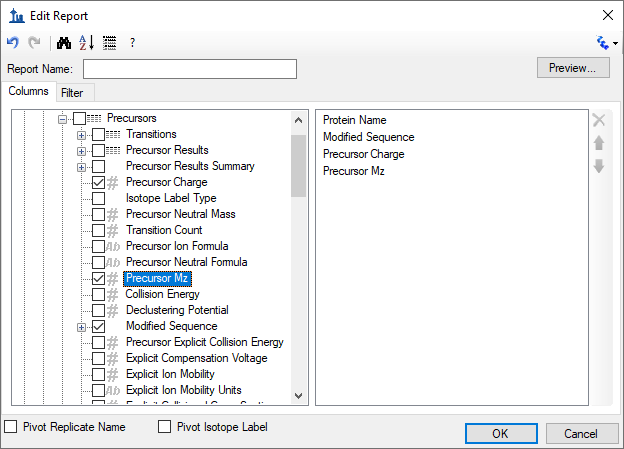 Edit Report
?
Report Name:
Preview...
Columns Filter
Precursors
Transitions
Precursor Results
Precursor Results Summary
# Precursor Charge
Isotope Label Type
# Precursor Neutral Mass
# Transition Count
Ab Precursor Ion Formula
Ab Precursor Neutral Formula
# Precursor Mz
# Collision Energy
# Declustering Potential
Modified Sequence
# Precursor Explicit Collision Energy
# Explicit Compensation Voltage
# Explicit Ion Mobility
Ab Explicit Ion Mobility Units
Protein Name
Modified Sequence
Precursor Charge
Precursor Mz
Pivot Replicate Name
Pivot Isotope Label
OK
Cancel